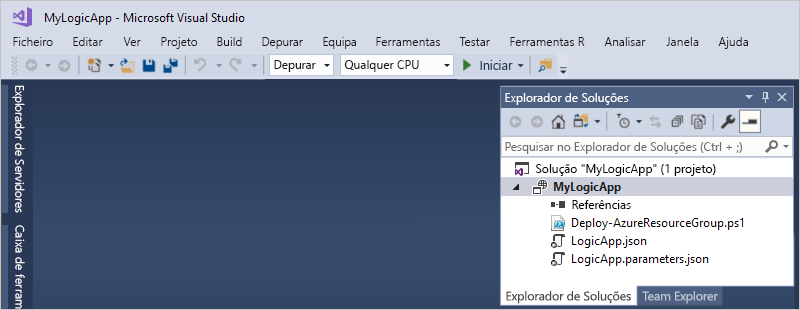 MyLogicApp - Microsoft Visual Studio
Ficheiro Editar Ver Projeto Build Depurar Equipa Ferramentas Testar Ferramentas R Analisar Janela Ajuda
Depurar Qualquer CPU Iniciar
Explorador de Servidores
Caixa de ferram
Explorador de Soluções
Pesquisar no Explorador de Soluções (Ctrl + ;)
Solução "MyLogicApp" (1 projeto)
MyLogicApp
Referências
Deploy-AzureResourceGroup.ps1
LogicApp.json
LogicApp.parameters.json
Explorador de Soluções Team Explorer